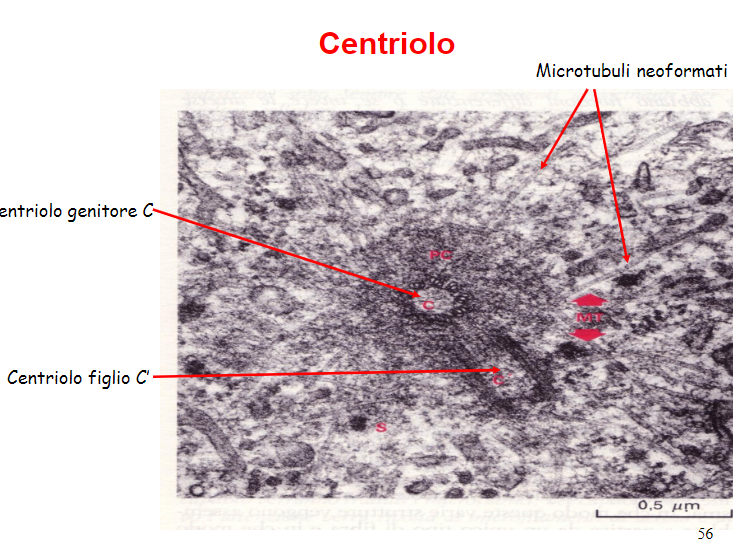 Centriolo
Microtubuli neoformati
entriolo genitore C
PC
C
MT
Centriolo figlio C'
C'
S
C
0,5 μm
56